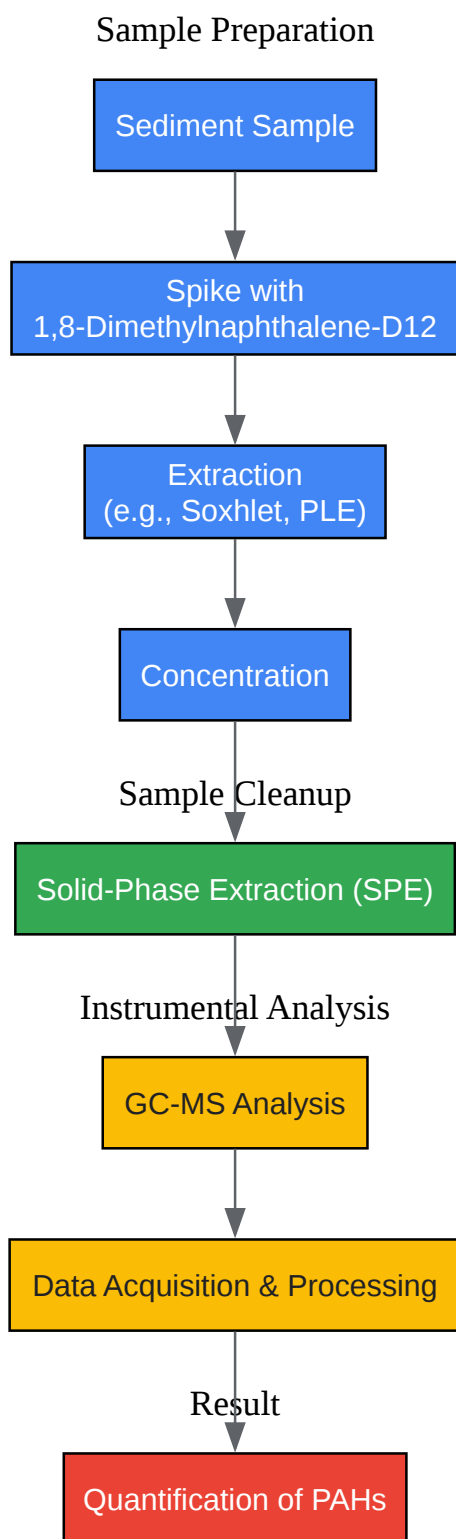 Sample Preparation
Sediment Sample
Spike with
1,8-Dimethylnaphthalene-D12
Extraction
(e.g., Soxhlet, PLE)
Concentration
Sample Cleanup
Solid-Phase Extraction (SPE)
Instrumental Analysis
GC-MS Analysis
Data Acquisition & Processing
Result
Quantification of PAHs